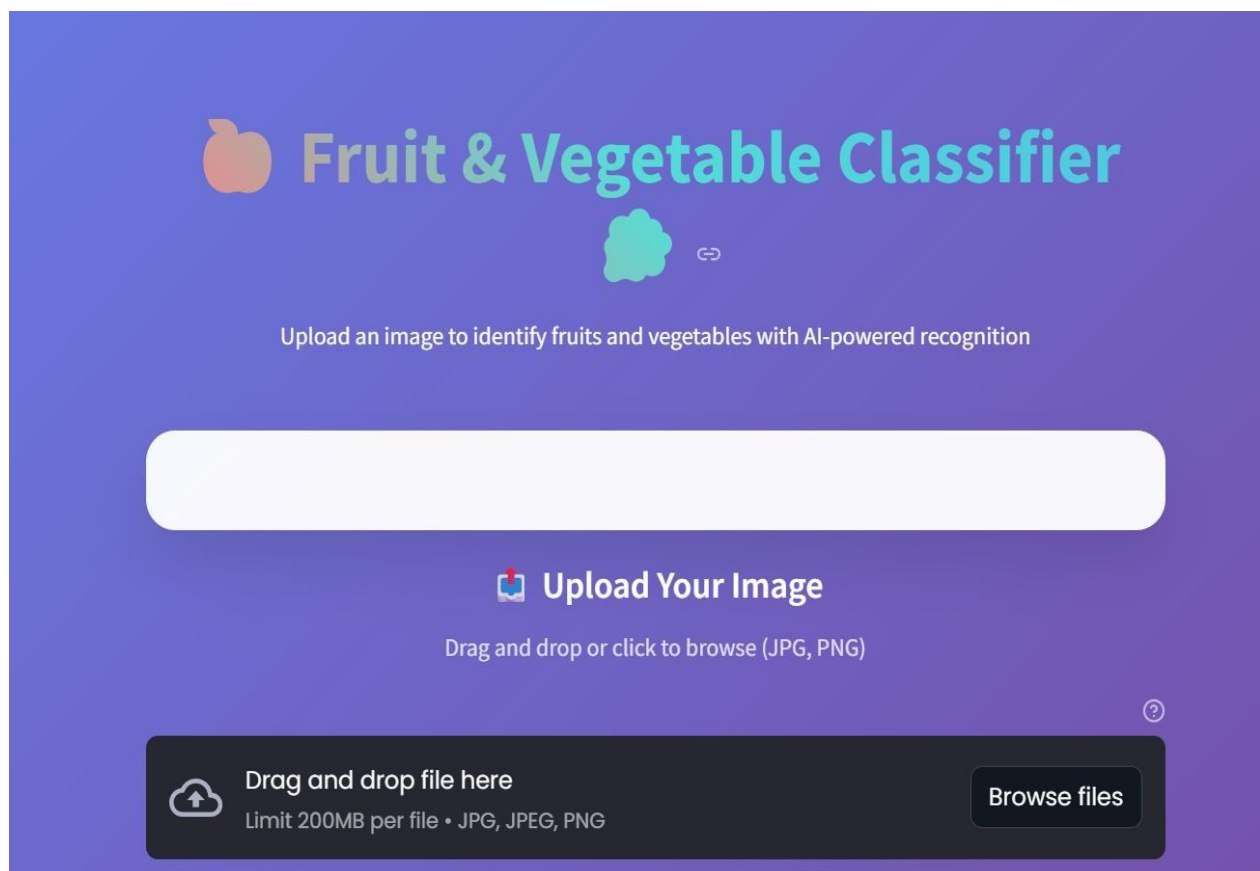 Fruit & Vegetable Classifier
Upload an image to identify fruits and vegetables with AI-powered recognition
Upload Your Image
Drag and drop or click to browse (JPG, PNG)
Drag and drop file here
Limit 200MB per file • JPG, JPEG, PNG
Browse files